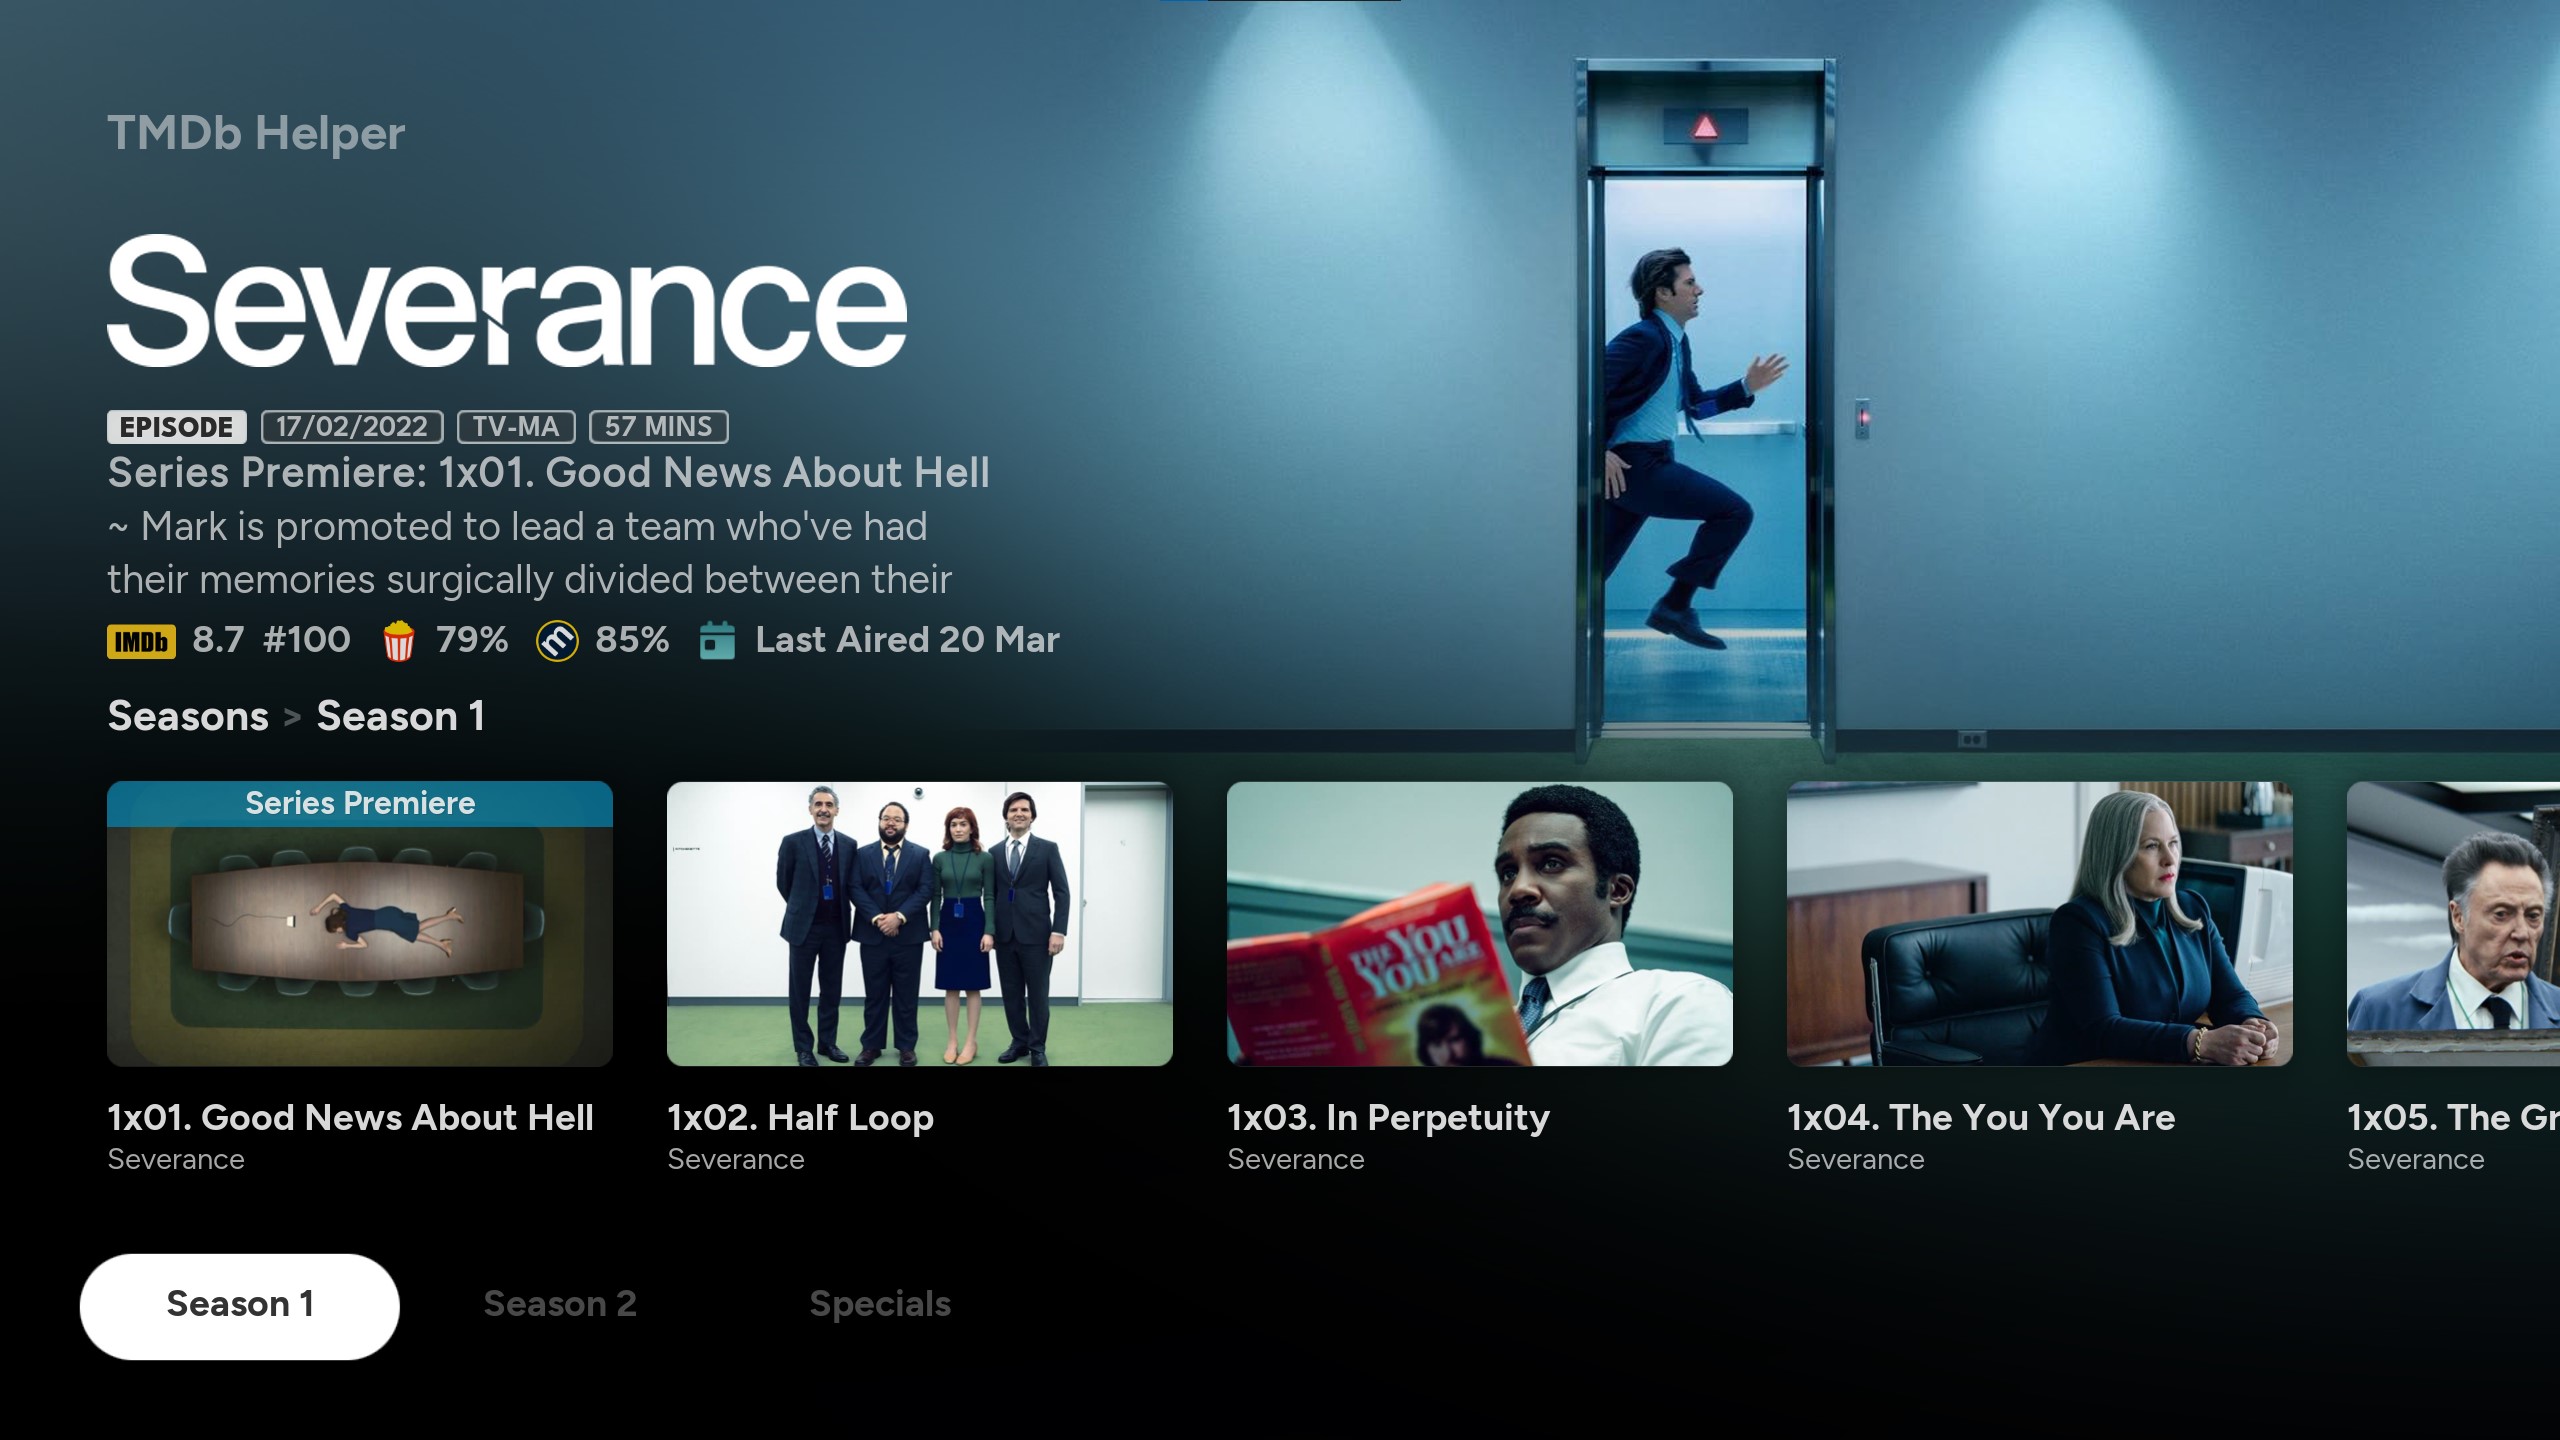 TMDb Helper
Severance
EPISODE 17/02/2022 TV-MA 57 MINS
Series Premiere: 1x01. Good News About Hell
~ Mark is promoted to lead a team who've had
their memories surgically divided between their
IMDb 8.7 #100 79% m 85% Last Aired 20 Mar
Seasons > Season 1
Series Premiere
THE YOU
YOU ARE
1x01. Good News About Hell
Severance
1x02. Half Loop
Severance
1x03. In Perpetuity
Severance
1x04. The You You Are
Severance
1x05. The Gr
Severance
Season 1 Season 2 Specials